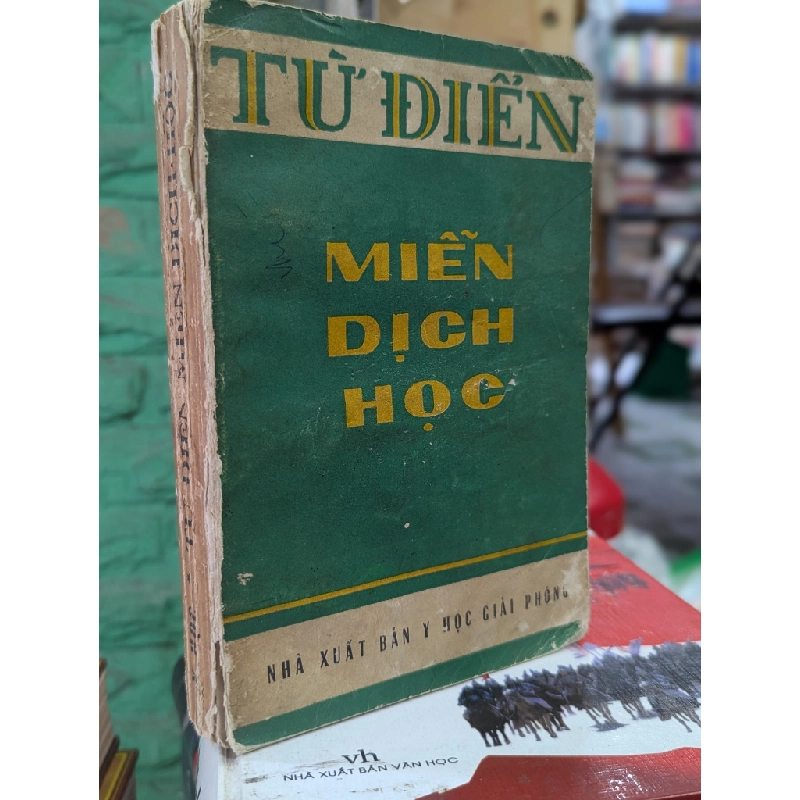 TỪ ĐIỂN
MIỄN
DỊCH
HỌC
NHÀ XUẤT BẢN Y HỌC GIẢI PHÓNG
vh
NHÀ XUẤT BẢN VĂN HỌC